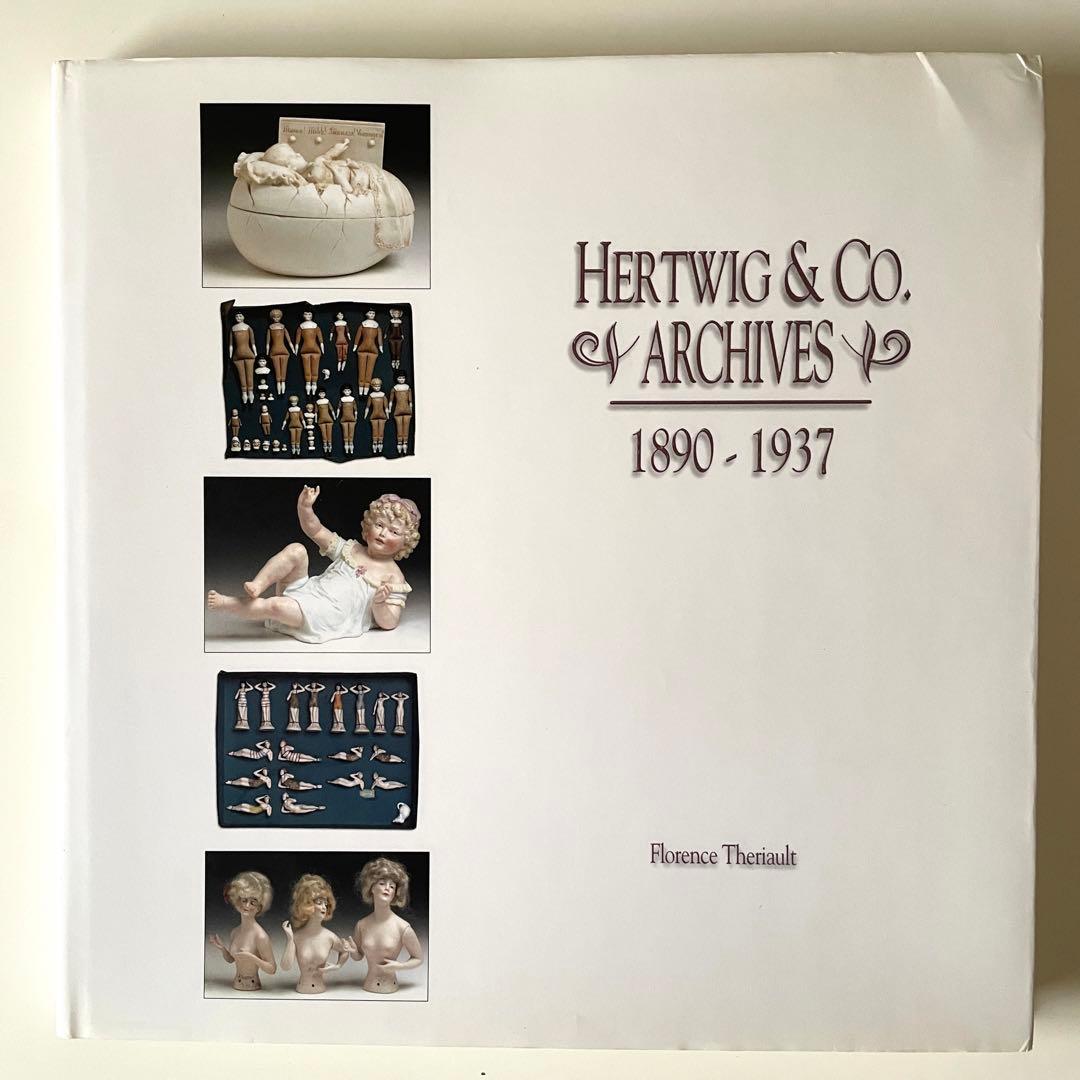 HERTWIG & CO.
ARCHIVES
1890 - 1937
Florence Theriault